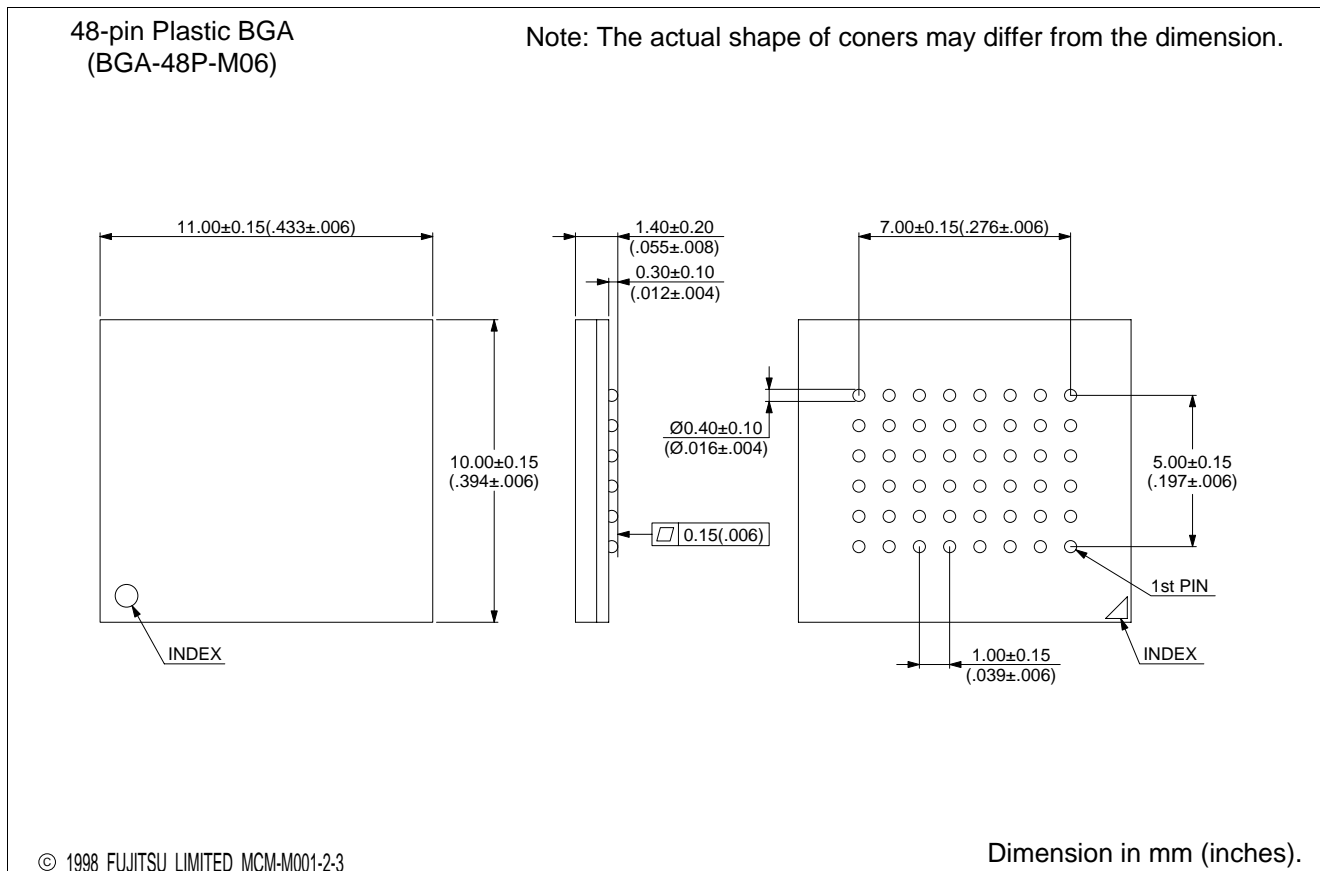 48-pin Plastic BGA
(BGA-48P-M06)
Note: The actual shape of coners may differ from the dimension.
11.00±0.15(.433±.006)
1.40±0.20
(.055±.008)
0.30±0.10
(.012±.004)
7.00±0.15(.276±.006)
10.00±0.15
(.394±.006)
Ø0.40±0.10
(Ø.016±.004)
5.00±0.15
(.197±.006)
0.15(.006)
1st PIN
INDEX
1.00±0.15
(.039±.006)
INDEX
© 1998 FUJITSU LIMITED MCM-M001-2-3
Dimension in mm (inches).